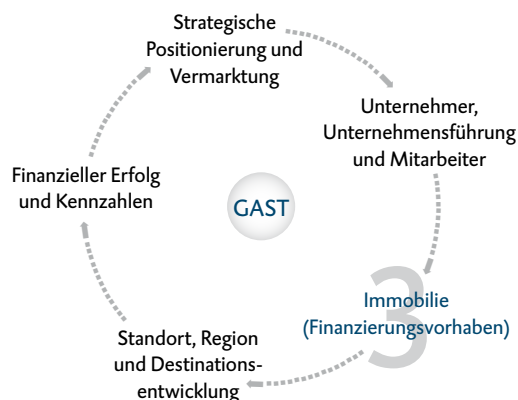 Strategische
Positionierung und
Vermarktung
Unternehmer,
Unternehmensführung
und Mitarbeiter
3
Immobilie
(Finanzierungsvorhaben)
Standort, Region
und Destinations-
entwicklung
Finanzieller Erfolg
und Kennzahlen
GAST